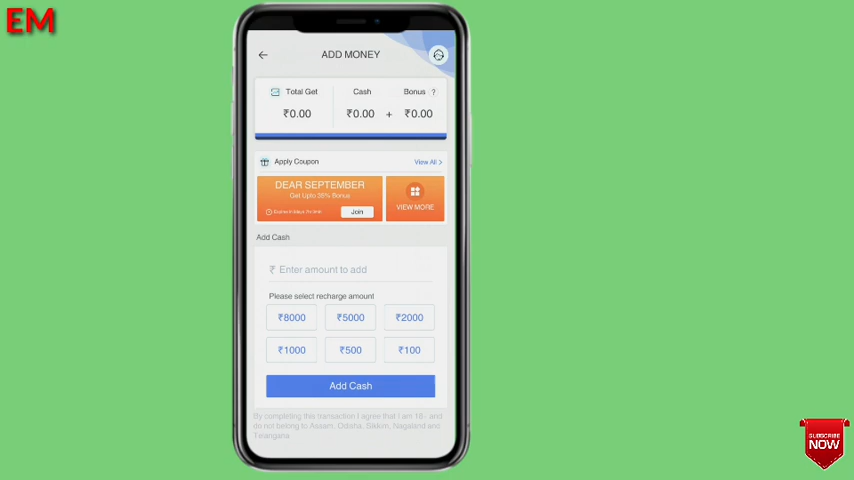 EM
ADD MONEY
Total Get
Cash
Bonus ?
₹0.00
₹0.00 + ₹0.00
Apply Coupon
View All >
DEAR SEPTEMBER
Get Upto 35% Bonus
Join
VIEW MORE
Add Cash
₹ Enter amount to add
Please select recharge amount
₹8000
₹5000
₹2000
₹1000
₹500
₹100
Add Cash
By completing this transaction I agree that I am 18+ and
do not belong to Assam, Odisha, Sikkim, Nagaland and
Telangana.
SUBSCRIBE
NOW